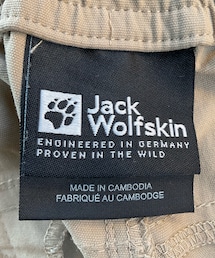 Jack
Wolfskin
ENGINEERED IN GERMANY
PROVEN IN THE WILD
MADE IN CAMBODIA
FABRIQUÉ AU CAMBODGE